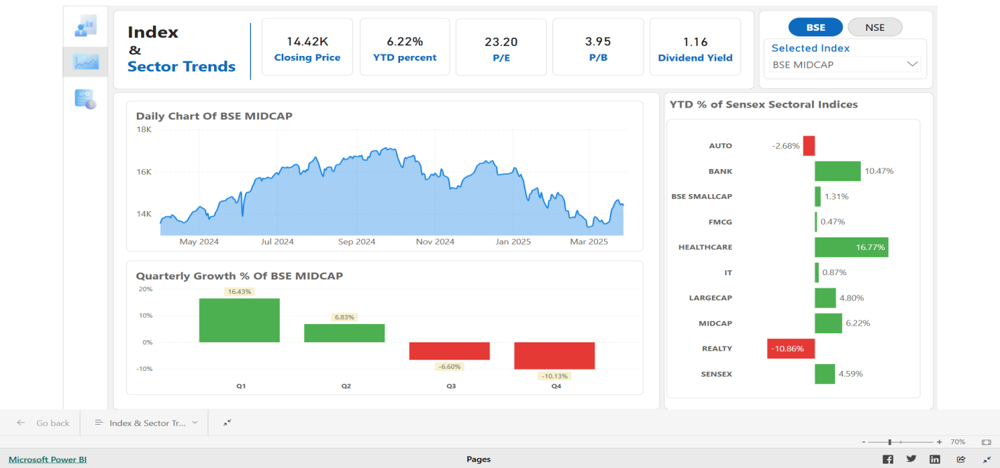 Index
&
Sector Trends
14.42K
Closing Price
6.22%
YTD percent
23.20
P/E
3.95
P/B
1.16
Dividend Yield
BSE
NSE
Selected Index
BSE MIDCAP
IPO
Daily Chart Of BSE MIDCAP
18K
16K
14K
May 2024
Jul 2024
Sep 2024
Nov 2024
Jan 2025
Mar 2025
Quarterly Growth % Of BSE MIDCAP
20%
10%
0%
-10%
16.43%
6.83%
-6.60%
-10.13%
Q1
Q2
Q3
Q4
YTD % of Sensex Sectoral Indices
AUTO -2.68%
BANK 10.47%
BSE SMALLCAP 1.31%
FMCG 0.47%
HEALTHCARE 16.77%
IT 0.87%
LARGECAP 4.80%
MIDCAP 6.22%
REALTY -10.86%
SENSEX 4.59%
Go back
Index & Sector Tr...
- + 70%
Microsoft Power BI
Pages